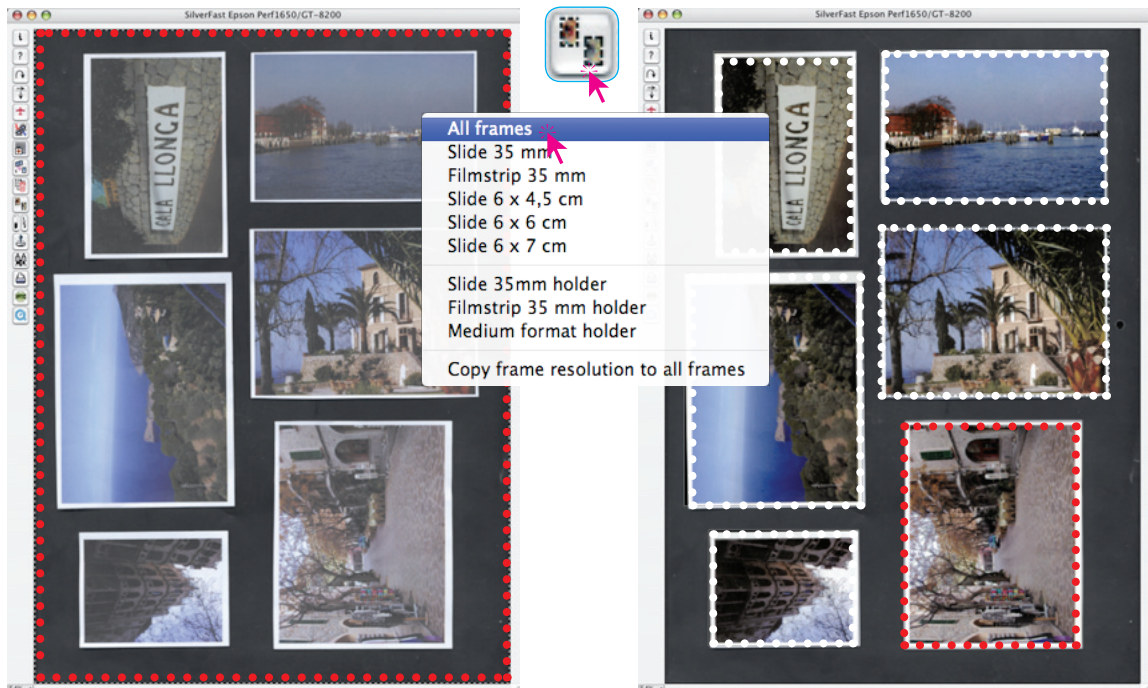 SilverFast Epson Perf1650/GT-8200
SilverFast Epson Perf1650/GT-8200
All frames
Slide 35 mm
Filmstrip 35 mm
Slide 6 x 4,5 cm
Slide 6 x 6 cm
Slide 6 x 7 cm
Slide 35mm holder
Filmstrip 35 mm holder
Medium format holder
Copy frame resolution to all frames
CALA LLONGA
CALA LLONGA